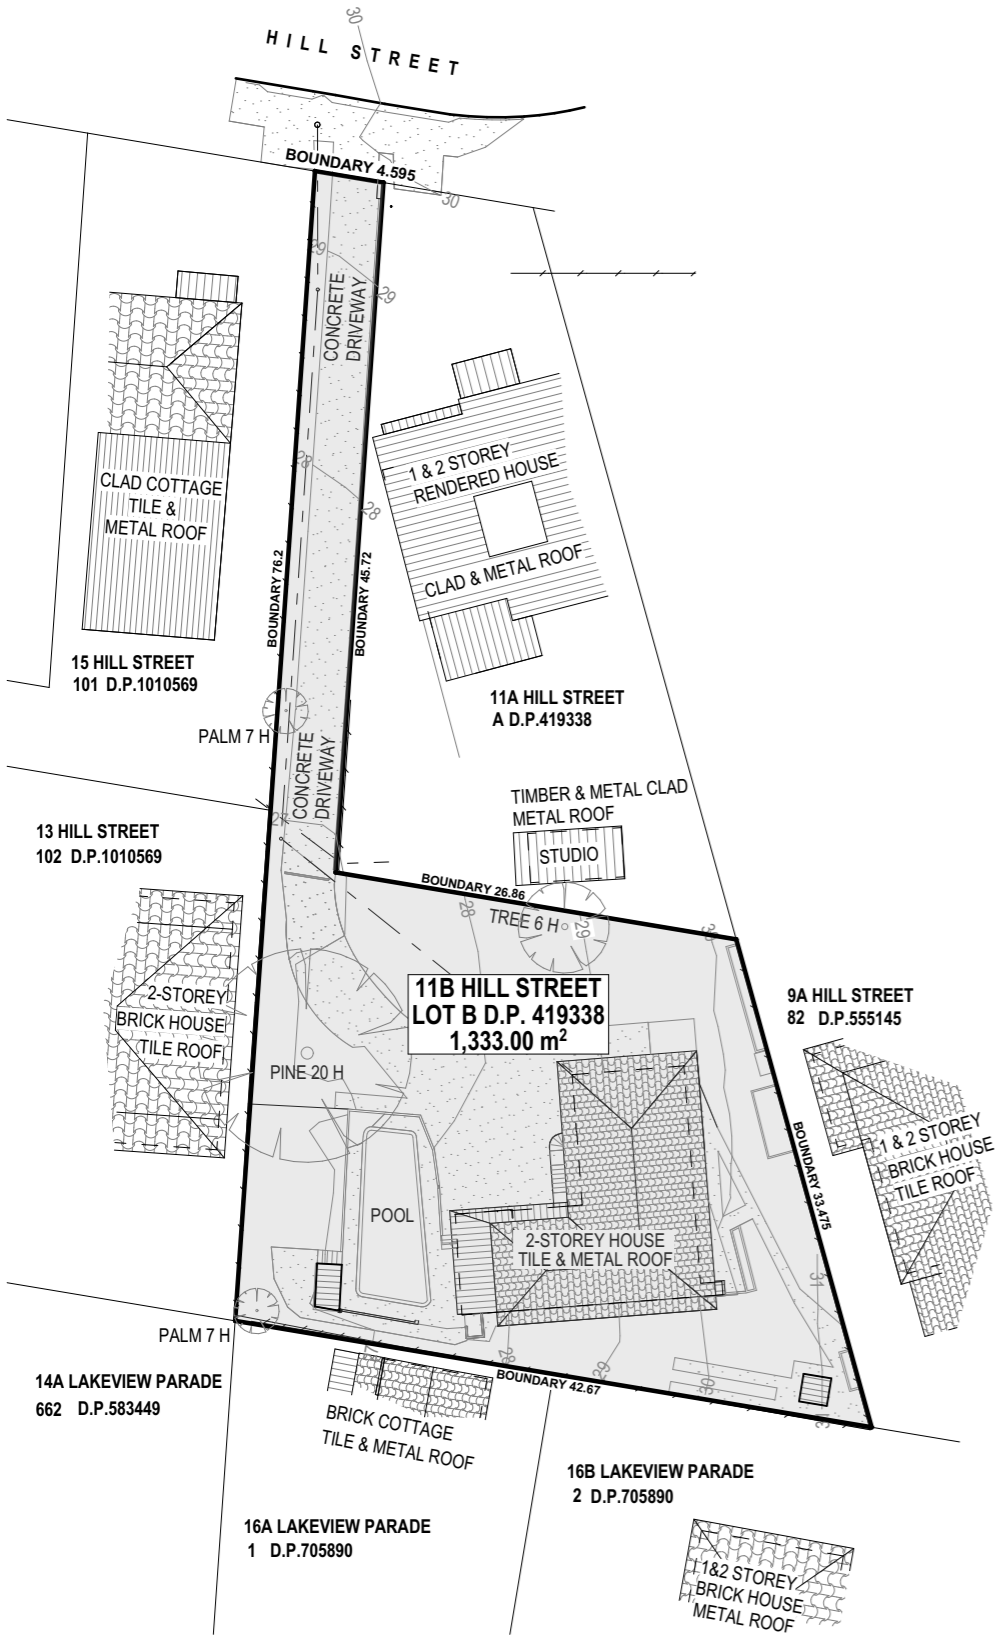 30
HILL STREET
BOUNDARY 4.595
30
29
29
CONCRETE
DRIVEWAY
1 & 2 STOREY
RENDERED HOUSE
CLAD & METAL ROOF
28
28
CLAD COTTAGE
TILE &
METAL ROOF
BOUNDARY 76.2
BOUNDARY 45.72
15 HILL STREET
101 D.P.1010569
11A HILL STREET
A D.P.419338
PALM 7 H
CONCRETE
DRIVEWAY
TIMBER & METAL CLAD
METAL ROOF
STUDIO
27
13 HILL STREET
102 D.P.1010569
BOUNDARY 26.86
28
TREE 6 H
29
30
11B HILL STREET
LOT B D.P. 419338
1,333.00 m²
9A HILL STREET
82 D.P.555145
2-STOREY
BRICK HOUSE
TILE ROOF
PINE 20 H
1 & 2 STOREY
BRICK HOUSE
TILE ROOF
BOUNDARY 33.475
POOL
2-STOREY HOUSE
TILE & METAL ROOF
31
PALM 7 H
28
29
30
BOUNDARY 42.67
14A LAKEVIEW PARADE
662 D.P.583449
BRICK COTTAGE
TILE & METAL ROOF
16B LAKEVIEW PARADE
2 D.P.705890
16A LAKEVIEW PARADE
1 D.P.705890
1&2 STOREY
BRICK HOUSE
METAL ROOF